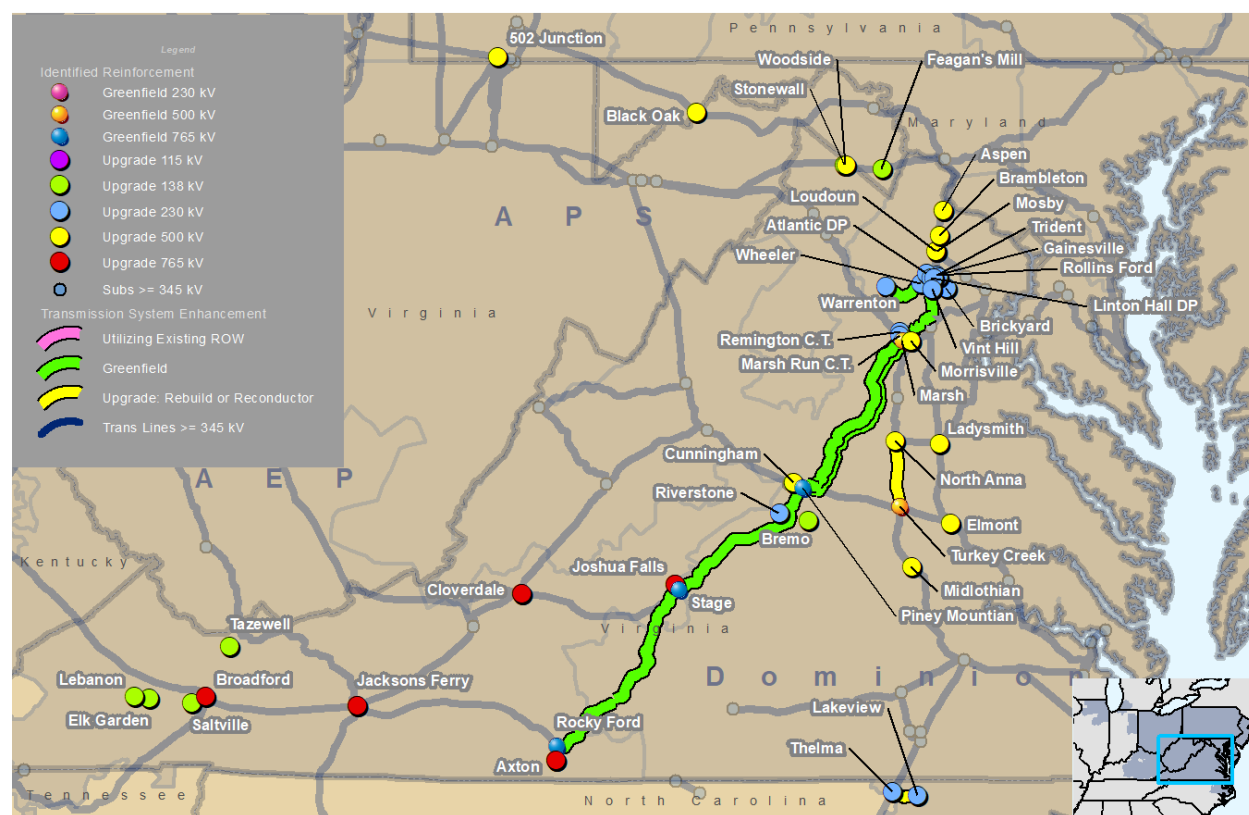 Legend
Identified Reinforcement
Greenfield 230 kV
Greenfield 500 kV
Greenfield 765 kV
Upgrade 115 kV
Upgrade 138 kV
Upgrade 230 kV
Upgrade 500 kV
Upgrade 765 kV
Subs >= 345 kV
Transmission System Enhancement
Utilizing Existing ROW
Greenfield
Upgrade: Rebuild or Reconductor
Trans Lines >= 345 kV
Pennsylvania
502 Junction
Woodside
Feagan's Mill
Stonewall
Black Oak
Maryland
Aspen
Brambleton
Loudoun
Mosby
APS
Atlantic DP
Trident
Gainesville
Wheeler
Rollins Ford
Warrenton
Linton Hall DP
Virginia
Brickyard
Remington C.T.
Vint Hill
Marsh Run C.T.
Morrisville
Marsh
Ladysmith
Cunningham
AEP
North Anna
Riverstone
Elmont
Bremo
Turkey Creek
Kentucky
Joshua Falls
Cloverdale
Midlothian
Stage
Piney Mountian
Tazewell
Virginia
Lebanon
Broadford
Jacksons Ferry
Dominion
Elk Garden
Saltville
Rocky Ford
Lakeview
Thelma
Axton
Tennessee
North Carolina